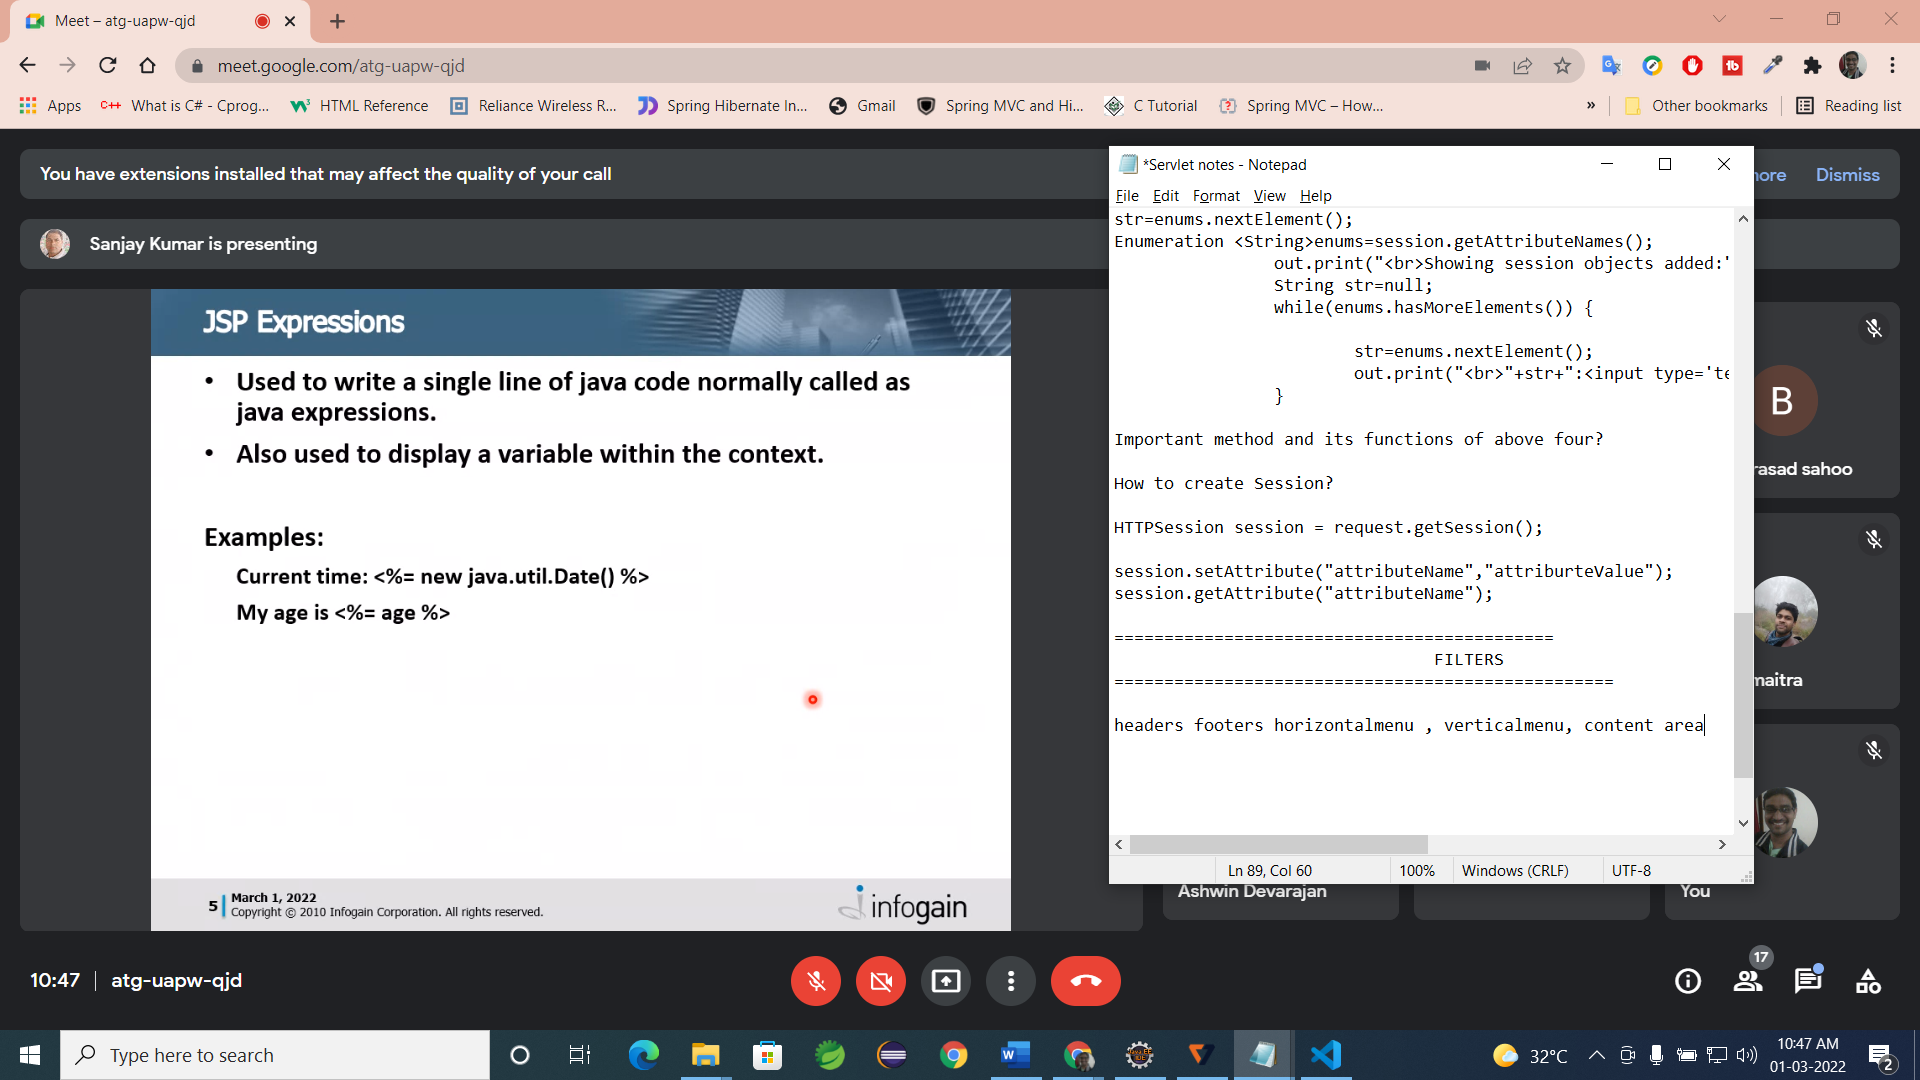 Meet – atg-uapw-qjd
meet.google.com/atg-uapw-qjd
Apps
What is C# - Cprog...
HTML Reference
Reliance Wireless R...
Spring Hibernate In...
Gmail
Spring MVC and Hi...
C Tutorial
Spring MVC – How...
»
Other bookmarks
Reading list
You have extensions installed that may affect the quality of your call
Dismiss
Sanjay Kumar is presenting
JSP Expressions
• Used to write a single line of java code normally called as
java expressions.
• Also used to display a variable within the context.
Examples:
Current time: <%= new java.util.Date() %>
My age is <%= age %>
5
March 1, 2022
Copyright © 2010 Infogain Corporation. All rights reserved.
infogain
*Servlet notes - Notepad
File Edit Format View Help
str=enums.nextElement();
Enumeration <String>enums=session.getAttributeNames();
out.print("<br>Showing session objects added:"
String str=null;
while(enums.hasMoreElements()) {
str=enums.nextElement();
out.print("<br>"+str+":<input type='te
}
Important method and its functions of above four?
How to create Session?
HTTPSession session = request.getSession();
session.setAttribute("attributeName","attriburteValue");
session.getAttribute("attributeName");
============================================
FILTERS
==================================================
headers footers horizontalmenu , verticalmenu, content area
Ln 89, Col 60
100%
Windows (CRLF)
UTF-8
B
rasad sahoo
maitra
Ashwin Devarajan
You
10:47
atg-uapw-qjd
17
Type here to search
32°C
10:47 AM
01-03-2022
2